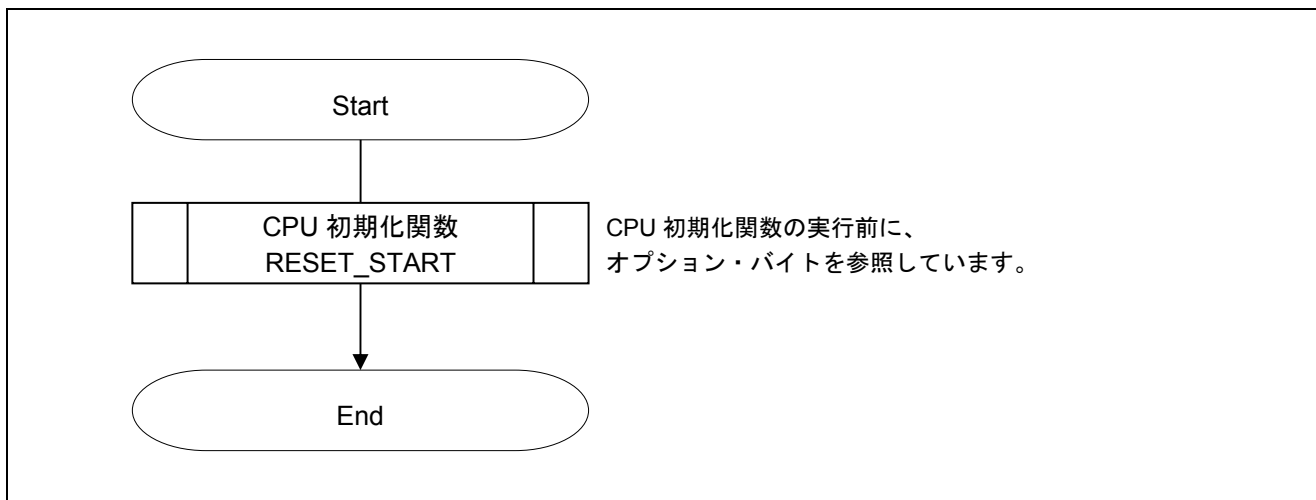 Start
CPU 初期化関数
RESET_START
CPU 初期化関数の実行前に、
オプション・バイトを参照しています。
End